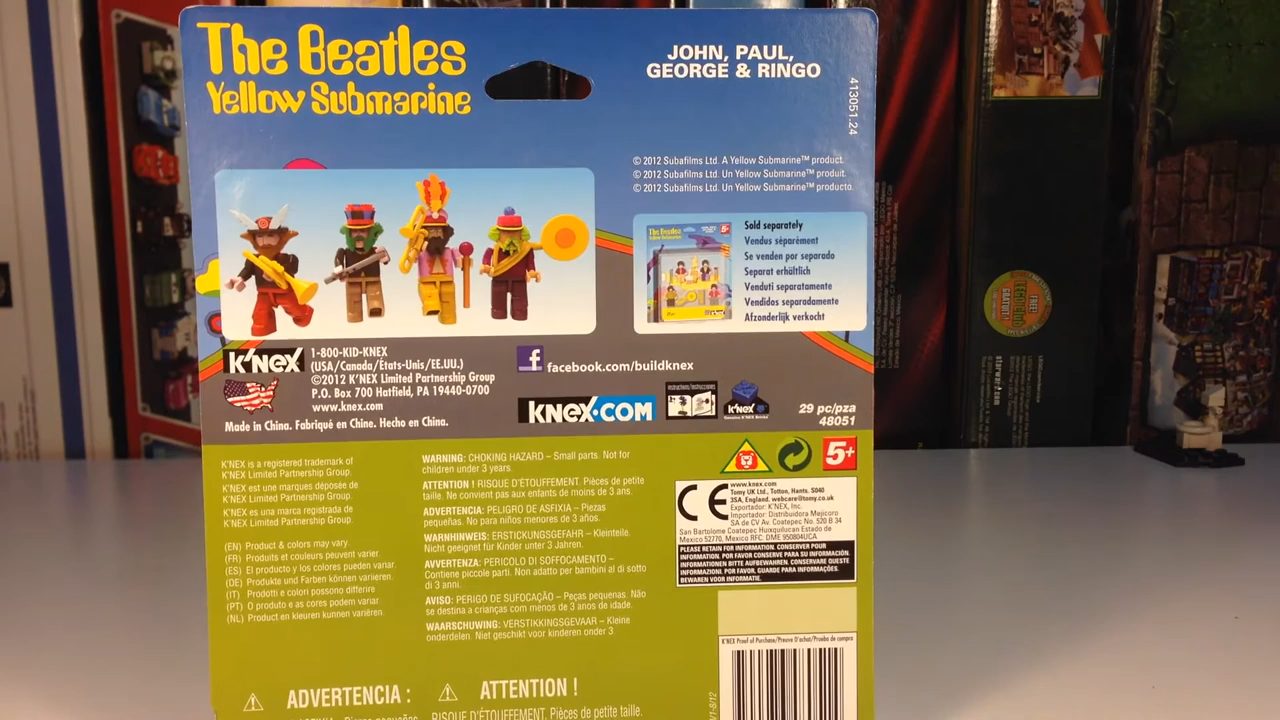 The Beatles
Yellow Submarine
JOHN, PAUL,
GEORGE & RINGO
413051.24
© 2012 Subafilms Ltd. A Yellow Submarine™ product.
© 2012 Subafilms Ltd. Un Yellow Submarine™ produit.
© 2012 Subafilms Ltd. Un Yellow Submarine™ producto.
The Beatles
Yellow Submarine
5+
Sold separately
Vendus séparément
Se venden por separado
Separat erhältlich
Venduti separatamente
Vendidos separadamente
Afzonderlijk verkocht
K'NEX
1-800-KID-KNEX
(USA/Canada/États-Unis/EE.UU.)
©2012 K'NEX Limited Partnership Group
P.O. Box 700 Hatfield, PA 19440-0700
www.knex.com
Made in China. Fabriqué en Chine. Hecho en China.
f facebook.com/buildknex
KNEX.COM
K'NEX
29 pc/pza
48051
K'NEX is a registered trademark of
K'NEX Limited Partnership Group.
K'NEX est une marques déposée de
K'NEX Limited Partnership Group.
K'NEX es una marca registrada de
K'NEX Limited Partnership Group.
(EN) Product & colors may vary.
(FR) Produits et couleurs peuvent varier.
(ES) El producto y los colores pueden variar.
(DE) Produkte und Farben können variieren.
(IT) Prodotti e colori possono differire
(PT) O produto e as cores podem variar
(NL) Product en kleuren kunnen variëren.
WARNING: CHOKING HAZARD – Small parts. Not for
children under 3 years.
ATTENTION ! RISQUE D'ÉTOUFFEMENT. Pièces de petite
taille. Ne convient pas aux enfants de moins de 3 ans.
ADVERTENCIA: PELIGRO DE ASFIXIA – Piezas
pequeñas. No para niños menores de 3 años.
WARNHINWEIS: ERSTICKUNGSGEFAHR – Kleinteile.
Nicht geeignet für Kinder unter 3 Jahren.
AVVERTENZA: PERICOLO DI SOFFOCAMENTO –
Contiene piccole parti. Non adatto per bambini al di sotto
di 3 anni.
AVISO: PERIGO DE SUFOCAÇÃO – Peças pequenas. Não
se destina a crianças com menos de 3 anos de idade.
WAARSCHUWING: VERSTIKKINGSGEVAAR – Kleine
onderdelen. Niet geschikt voor kinderen onder 3
5+
CE
www.knex.com
Tomy UK Ltd., Totton, Hants. SO40
3SA, England. webcare@tomy.co.uk
Exportador: K'NEX, Inc.
Importador: Distribuidora Mejicoro
SA de CV Av. Coatepec No. 520 B 34
San Bartolome Coatepec Huixquilucan Estado de
Mexico 52770, Mexico RFC: DME 950804UCA
PLEASE RETAIN FOR INFORMATION. CONSERVER POUR
INFORMATION. POR FAVOR CONSERVE PARA SU INFORMACIÓN.
INFORMATIONEN BITTE AUFBEWAHREN. CONSERVARE QUESTE
INFORMAZIONI. POR FAVOR, GUARDE PARA INFORMAÇÕES.
BEWAREN VOOR INFORMATIE.
K'NEX Proof of Purchase/Preuve D'achat/Prueba de compra
V1-8/12
ADVERTENCIA :
ATTENTION !
RISQUE D'ÉTOUFFEMENT. Pièces de petite taille.
FREE!
GRATUIT!
LEGO Club